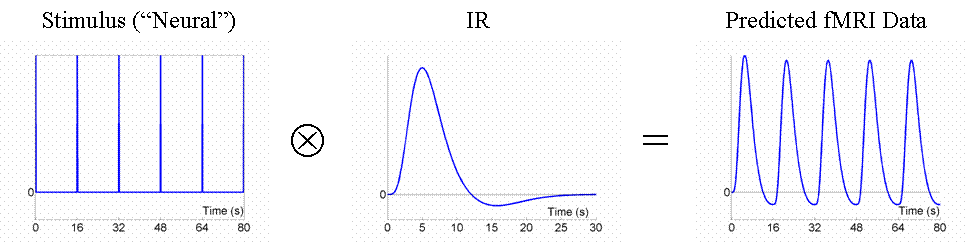 Stimulus (“Neural”)
IR
Predicted fMRI Data
0
Time (s)
0 16 32 48 64 80
⊗
0
Time (s)
0 5 10 15 20 25 30
=
0
Time (s)
0 16 32 48 64 80